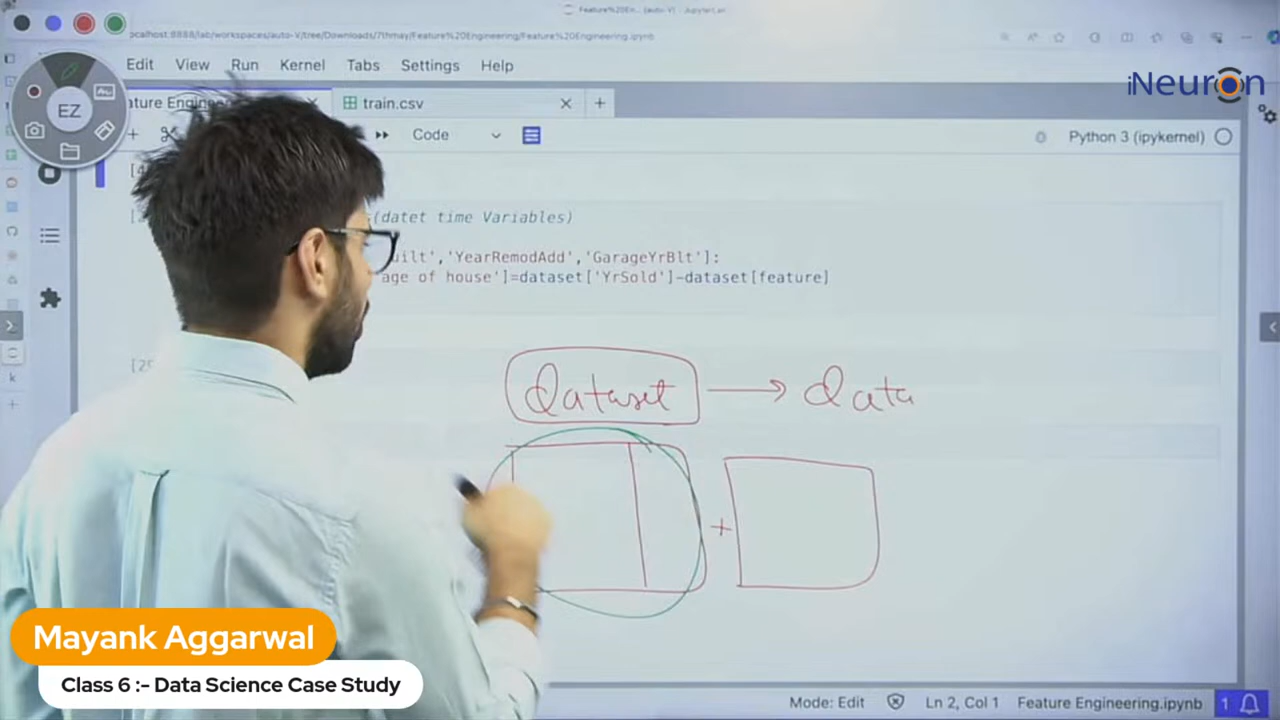 iNeuron
Edit View Run Kernel Tabs Settings Help
EZ
train.csv
Code
Python 3 (ipykernel)
(datet time Variables)
'YearRemodAdd','GarageYrBlt']:
age of house']=dataset['YrSold']-dataset[feature]
dataset → data
+
Mayank Aggarwal
Class 6 :- Data Science Case Study
Mode: Edit Ln 2, Col 1 Feature Engineering.ipynb 1